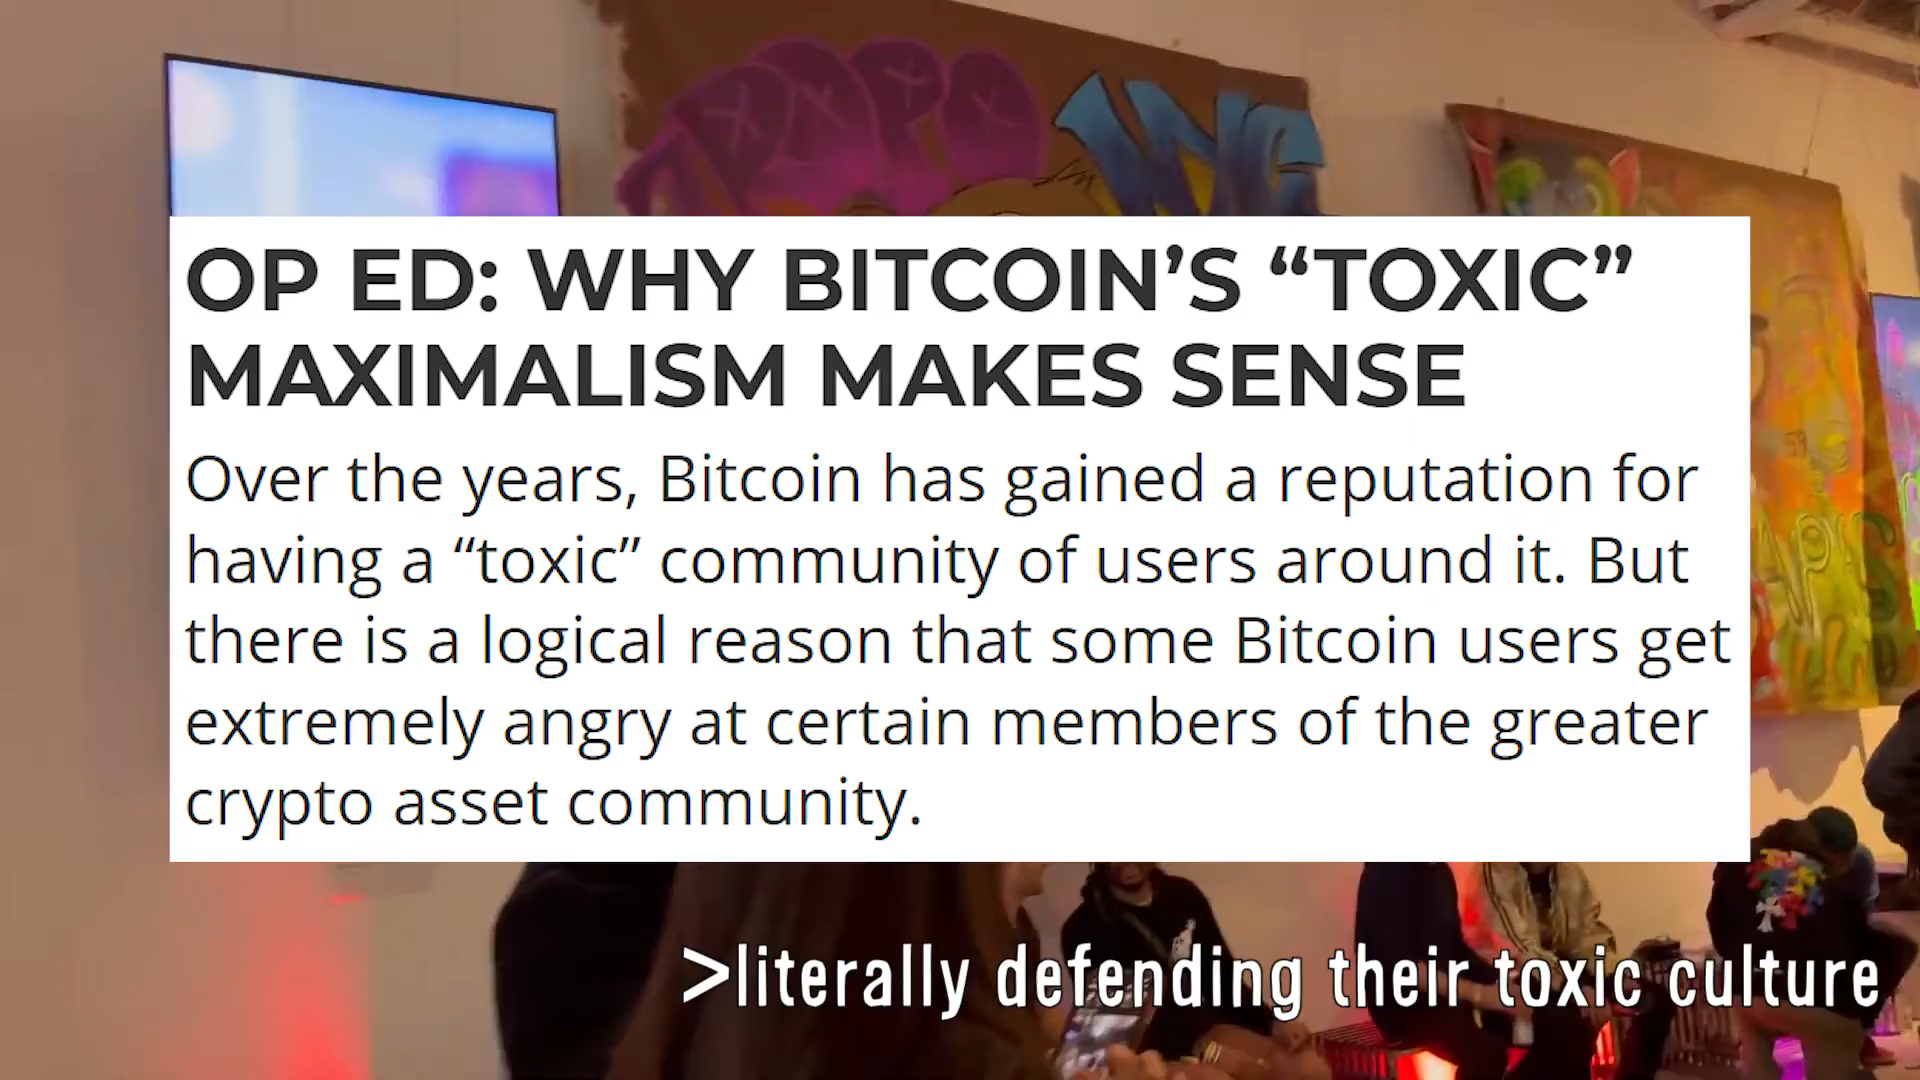 OP ED: WHY BITCOIN’S “TOXIC”
MAXIMALISM MAKES SENSE
Over the years, Bitcoin has gained a reputation for
having a “toxic” community of users around it. But
there is a logical reason that some Bitcoin users get
extremely angry at certain members of the greater
crypto asset community.
>literally defending their toxic culture